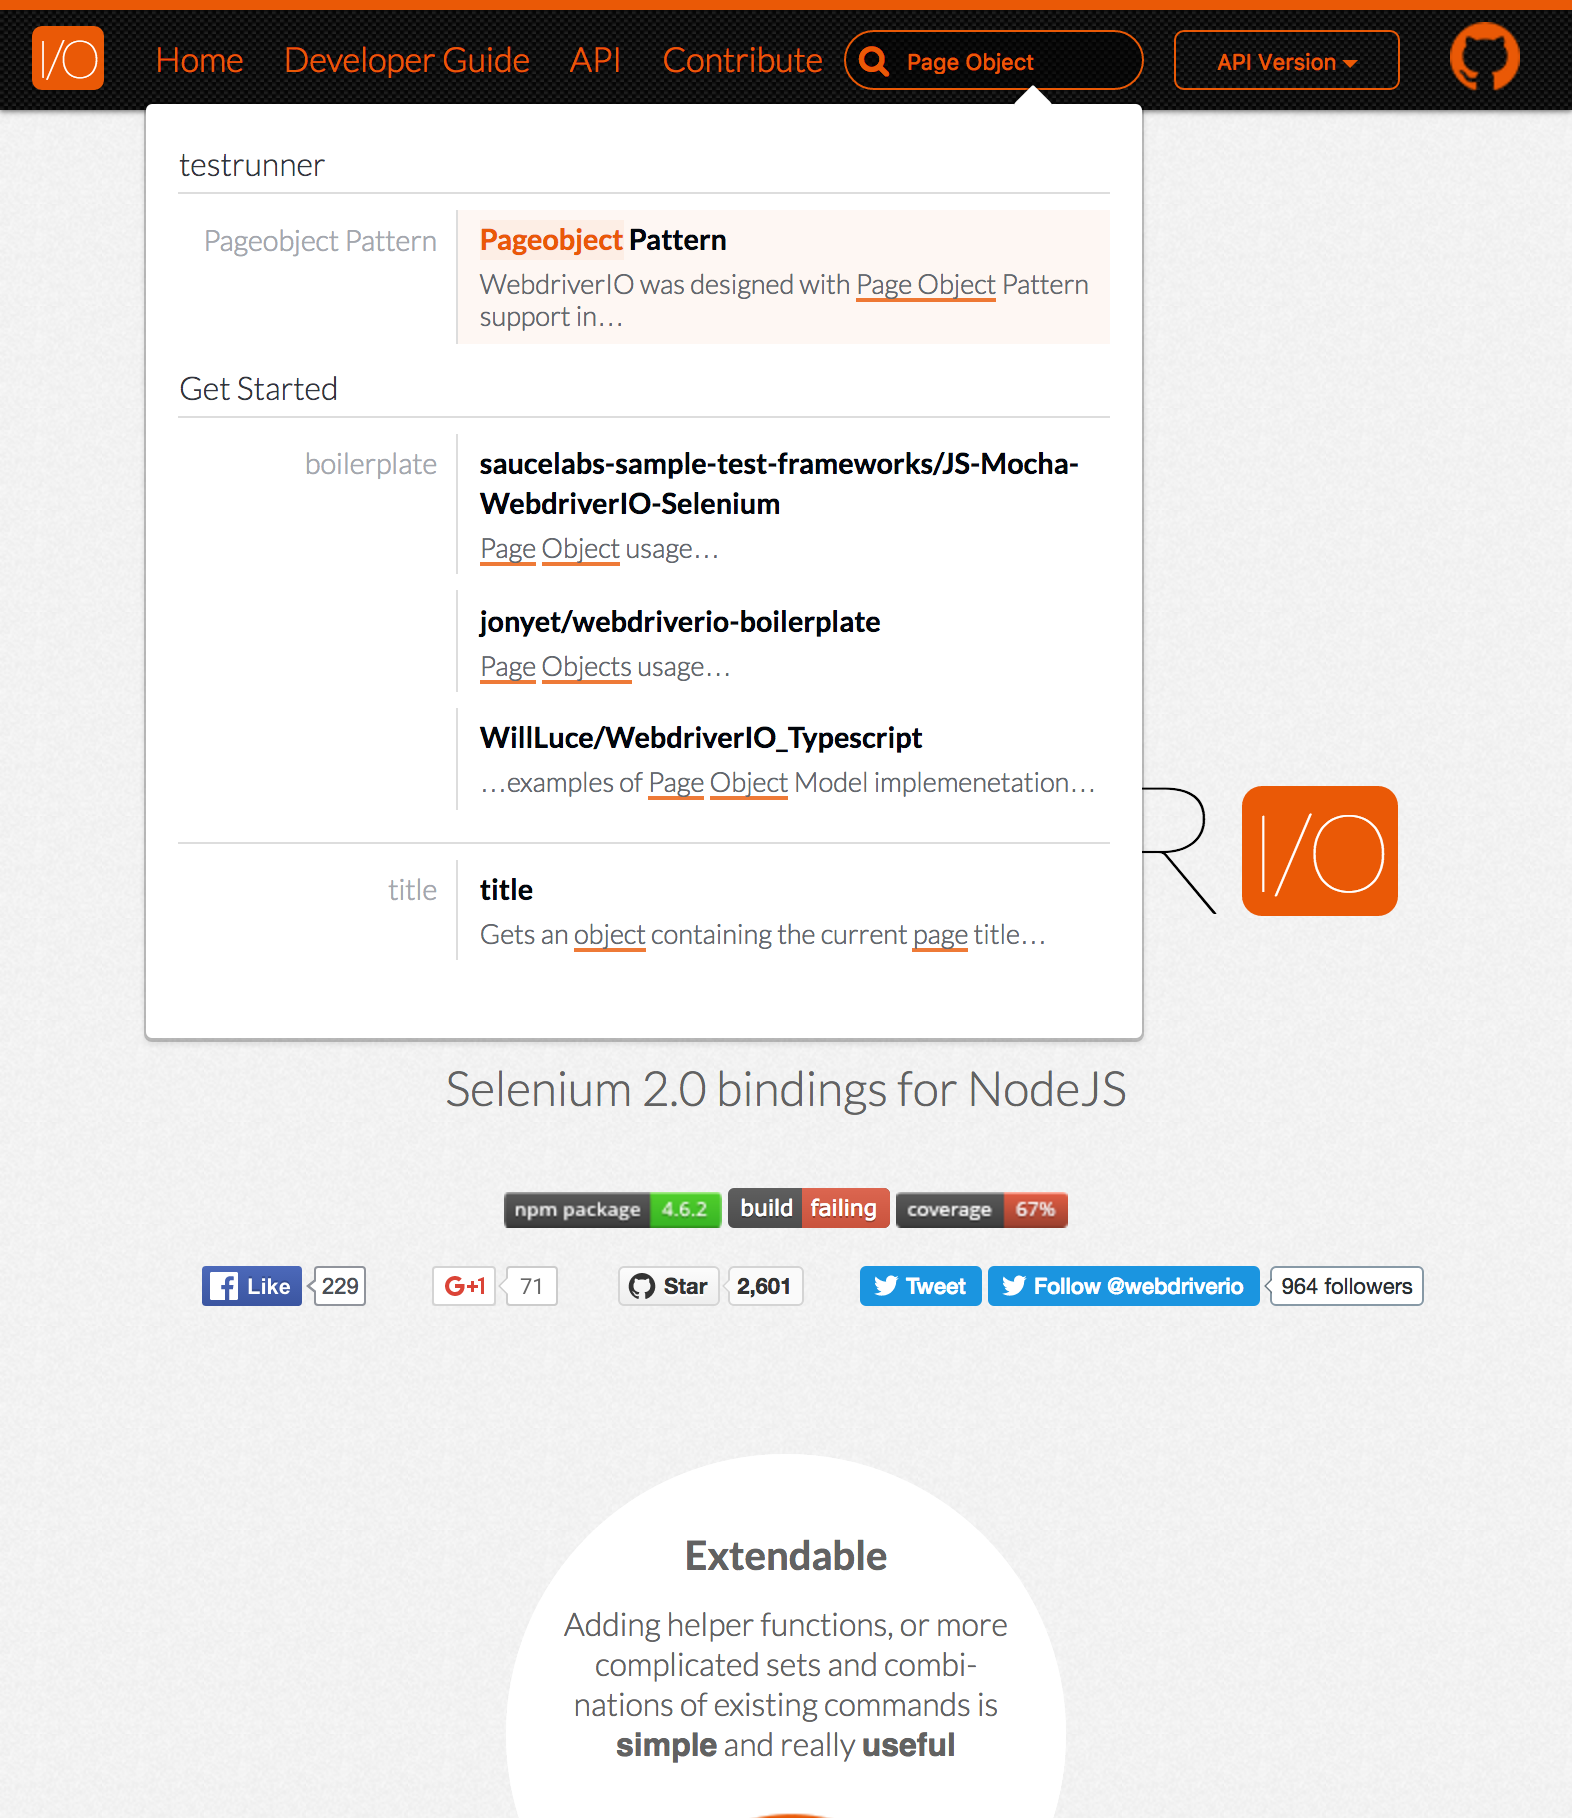 I/O Home Developer Guide API Contribute Page Object API Version
testrunner
Pageobject Pattern
Pageobject Pattern
WebdriverIO was designed with Page Object Pattern
support in…
Get Started
boilerplate
saucelabs-sample-test-frameworks/JS-Mocha-
WebdriverIO-Selenium
Page Object usage…
jonyet/webdriverio-boilerplate
Page Objects usage…
WillLuce/WebdriverIO_Typescript
…examples of Page Object Model implemenetation…
R I/O
title
title
Gets an object containing the current page title…
Selenium 2.0 bindings for NodeJS
npm package 4.6.2 build failing coverage 67%
Like 229 G+1 71 Star 2,601 Tweet Follow @webdriverio 964 followers
Extendable
Adding helper functions, or more
complicated sets and combi-
nations of existing commands is
simple and really useful